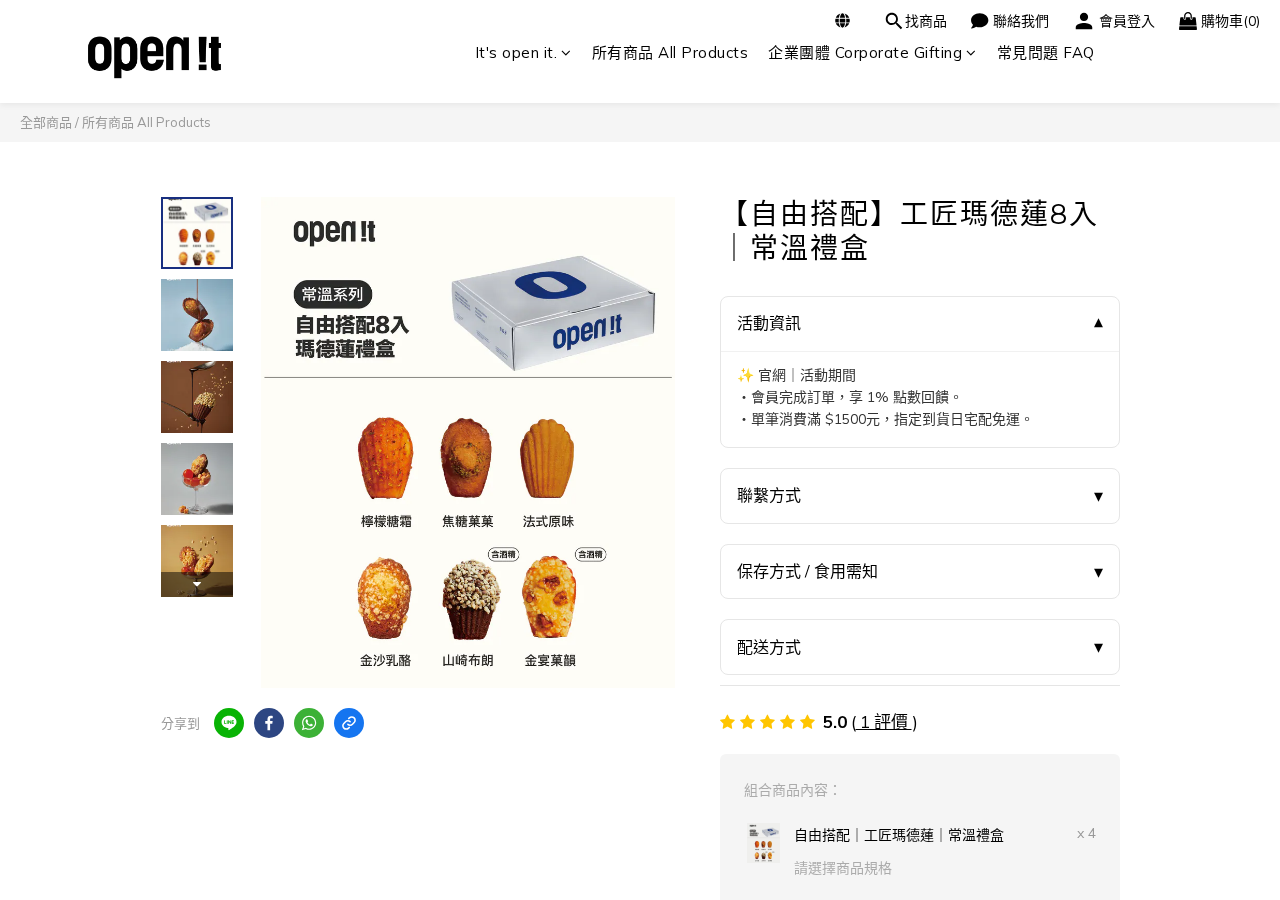 找商品
聯絡我們
會員登入
購物車(0)
open !t
It's open it.
所有商品 All Products
企業團體 Corporate Gifting
常見問題 FAQ
全部商品 / 所有商品 All Products
open !t
常溫系列
自由搭配8入
瑪德蓮禮盒
open !t
檸檬糖霜
焦糖菓菓
法式原味
含酒精
含酒精
金沙乳酪
山崎布朗
金宴菓韻
分享到
【自由搭配】工匠瑪德蓮8入
｜常溫禮盒
活動資訊
▲
✨ 官網｜活動期間
・會員完成訂單，享 1% 點數回饋。
・單筆消費滿 $1500元，指定到貨日宅配免運。
聯繫方式
▼
保存方式 / 食用需知
▼
配送方式
▼
5.0 ( 1 評價 )
組合商品內容：
自由搭配｜工匠瑪德蓮｜常溫禮盒
x 4
請選擇商品規格